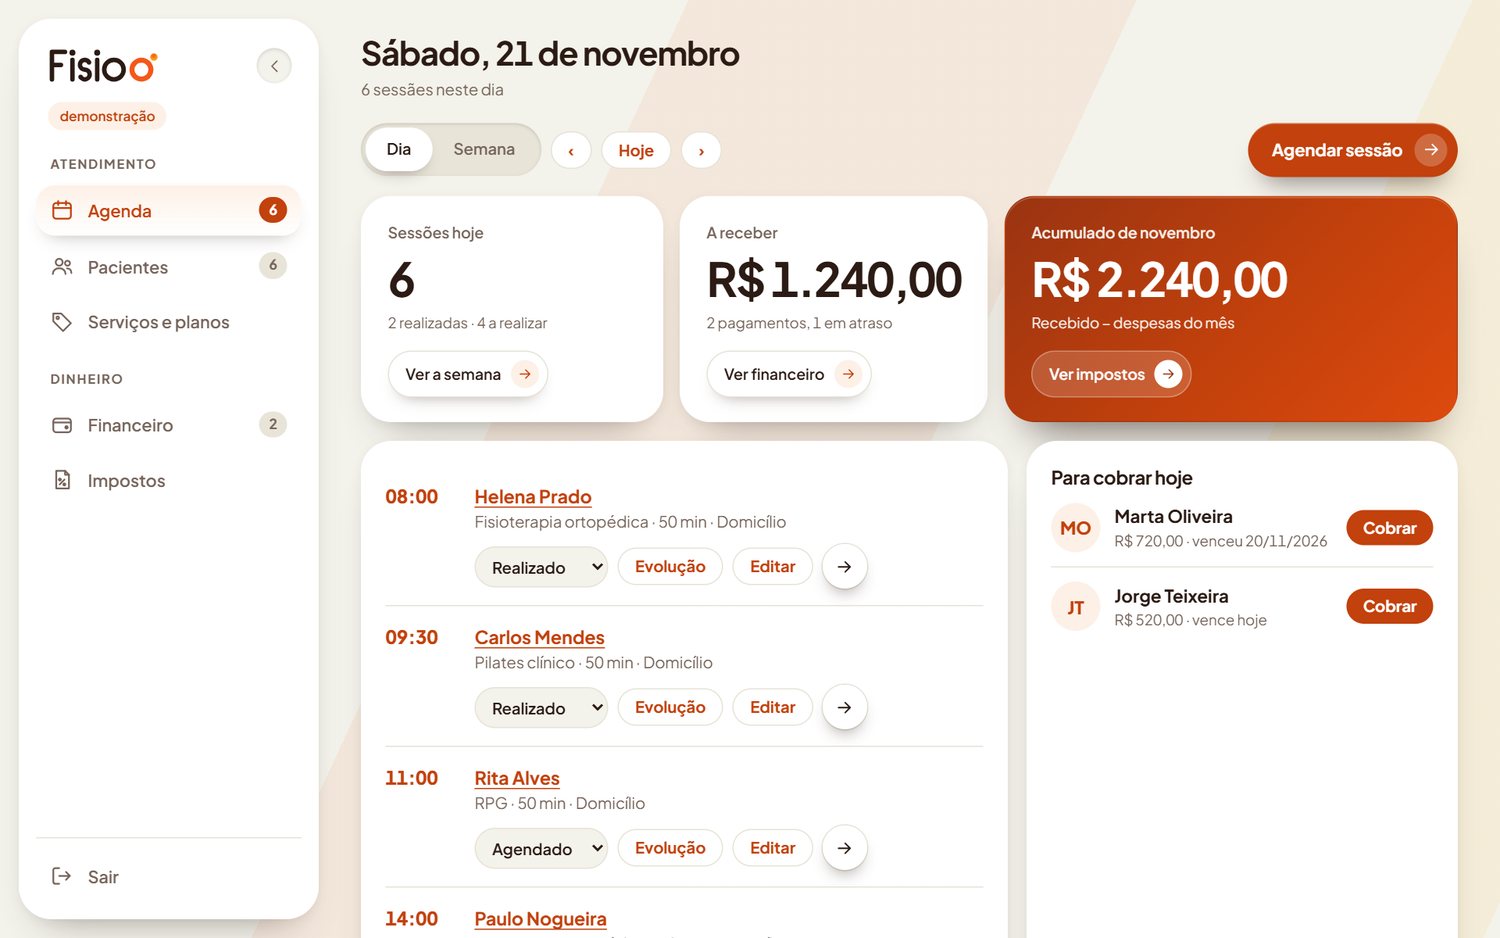 Fisioo
demonstração
ATENDIMENTO
Agenda 6
Pacientes 6
Serviços e planos
DINHEIRO
Financeiro 2
Impostos
Sair
Sábado, 21 de novembro
6 sessães neste dia
Dia Semana ‹ Hoje ›
Agendar sessão →
Sessões hoje
6
2 realizadas · 4 a realizar
Ver a semana →
A receber
R$ 1.240,00
2 pagamentos, 1 em atraso
Ver financeiro →
Acumulado de novembro
R$ 2.240,00
Recebido – despesas do mês
Ver impostos →
08:00 Helena Prado
Fisioterapia ortopédica · 50 min · Domicílio
Realizado Evolução Editar →
09:30 Carlos Mendes
Pilates clínico · 50 min · Domicílio
Realizado Evolução Editar →
11:00 Rita Alves
RPG · 50 min · Domicílio
Agendado Evolução Editar →
14:00 Paulo Nogueira
Para cobrar hoje
MO Marta Oliveira
R$ 720,00 · venceu 20/11/2026
Cobrar
JT Jorge Teixeira
R$ 520,00 · vence hoje
Cobrar